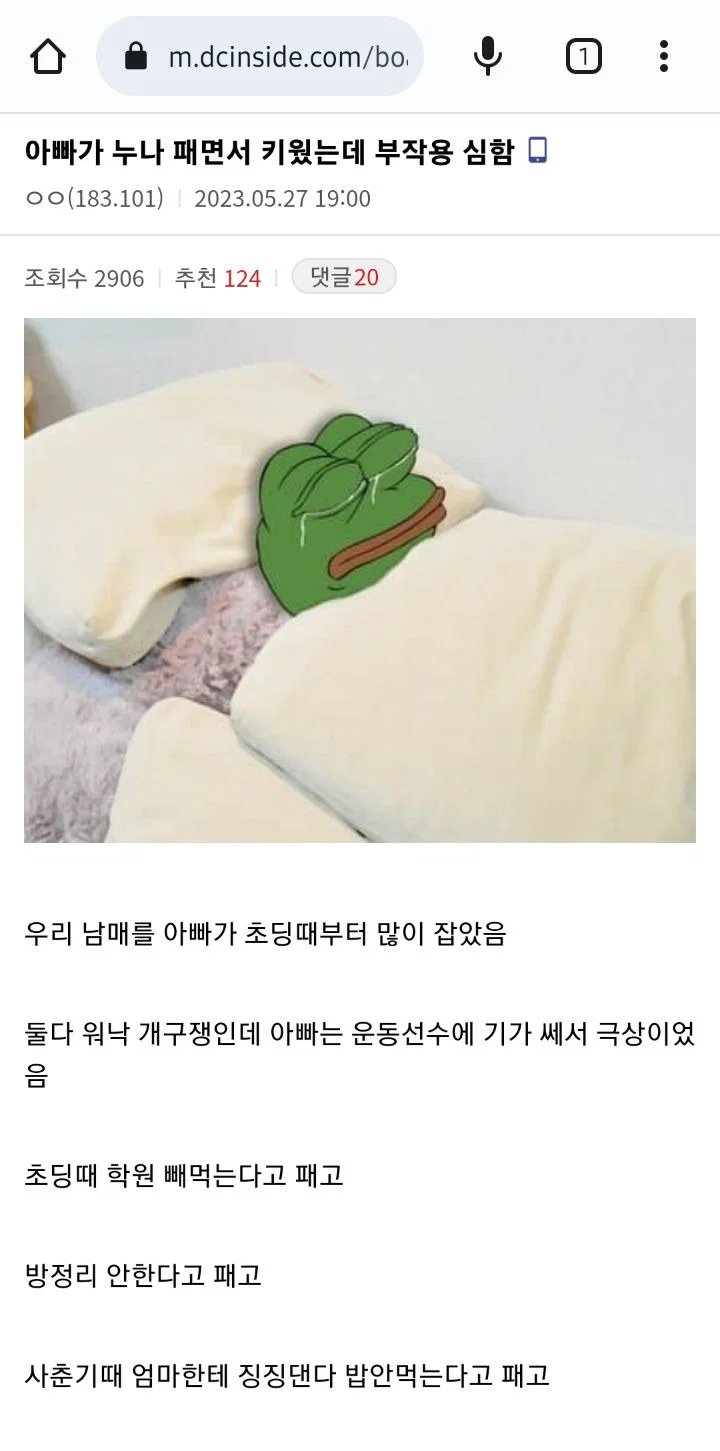 m.dcinside.com/boa
1
아빠가 누나 패면서 키웠는데 부작용 심함
ㅇㅇ(183.101) 2023.05.27 19:00
조회수 2906 추천 124 댓글 20
우리 남매를 아빠가 초딩때부터 많이 잡았음
둘다 워낙 개구쟁인데 아빠는 운동선수에 기가 쎄서 극상이었
음
초딩때 학원 빼먹는다고 패고
방정리 안한다고 패고
사춘기때 엄마한테 징징댄다 밥안먹는다고 패고